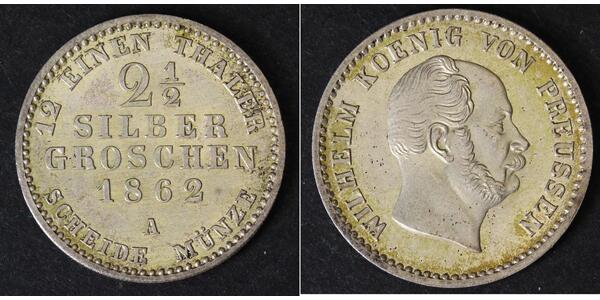 12 EINEN THALER
2 1/2
SILBER
GROSCHEN
1862
A
SCHEIDE MÜNZE
WILHELM KOENIG VON PREUSSEN